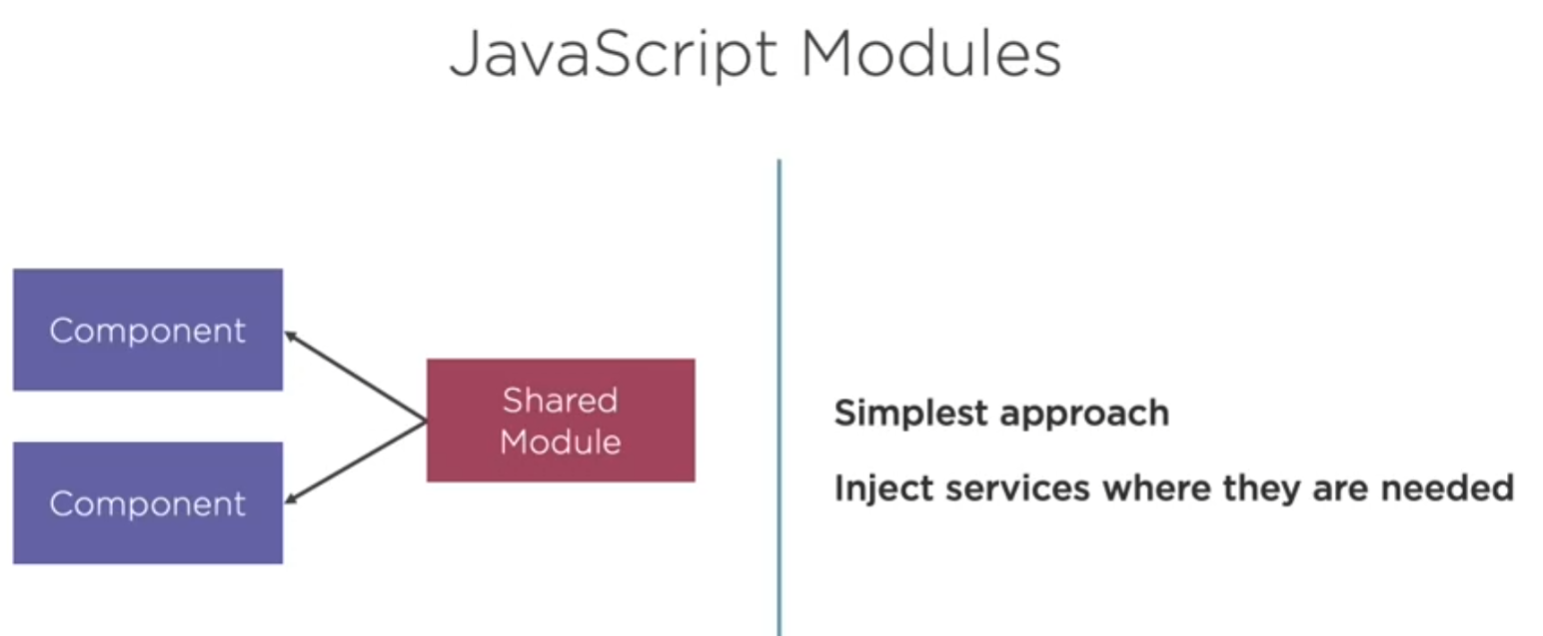 JavaScript Modules
Component
Component
Shared
Module
Simplest approach
Inject services where they are needed